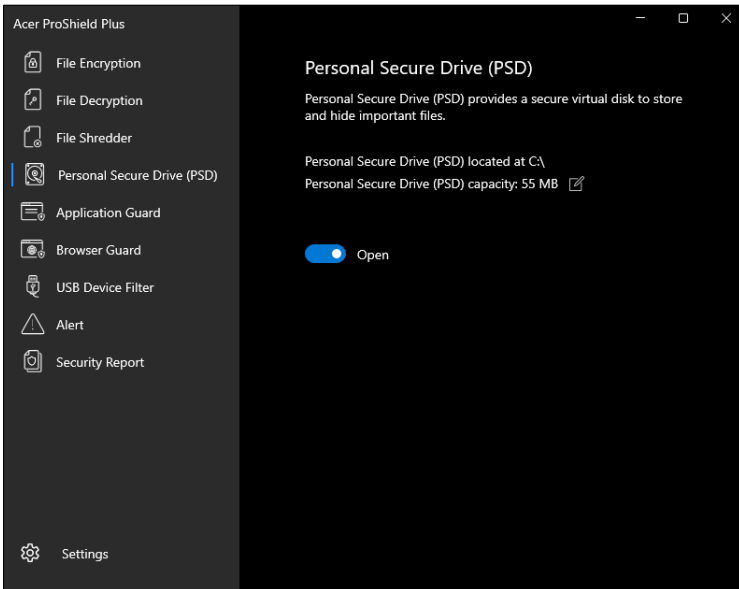 Acer ProShield Plus
File Encryption
File Decryption
File Shredder
Personal Secure Drive (PSD)
Application Guard
Browser Guard
USB Device Filter
Alert
Security Report
Settings
Personal Secure Drive (PSD)
Personal Secure Drive (PSD) provides a secure virtual disk to store
and hide important files.
Personal Secure Drive (PSD) located at C:\
Personal Secure Drive (PSD) capacity: 55 MB
Open